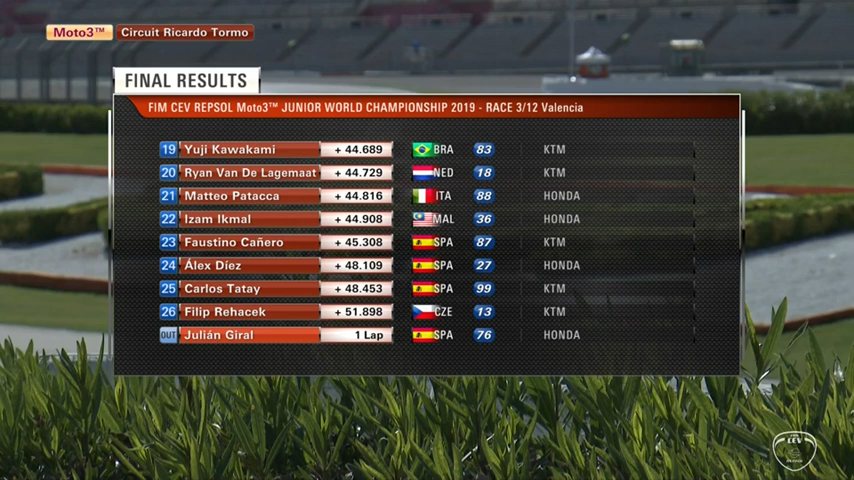 Moto3™ Circuit Ricardo Tormo
FINAL RESULTS
FIM CEV REPSOL Moto3™ JUNIOR WORLD CHAMPIONSHIP 2019 - RACE 3/12 Valencia
19 Yuji Kawakami + 44.689 BRA 83 KTM
20 Ryan Van De Lagemaat + 44.729 NED 18 KTM
21 Matteo Patacca + 44.816 ITA 88 HONDA
22 Izam Ikmal + 44.908 MAL 36 HONDA
23 Faustino Cañero + 45.308 SPA 87 KTM
24 Álex Díez + 48.109 SPA 27 HONDA
25 Carlos Tatay + 48.453 SPA 99 KTM
26 Filip Rehacek + 51.898 CZE 13 KTM
OUT Julián Giral 1 Lap SPA 76 HONDA
CEV